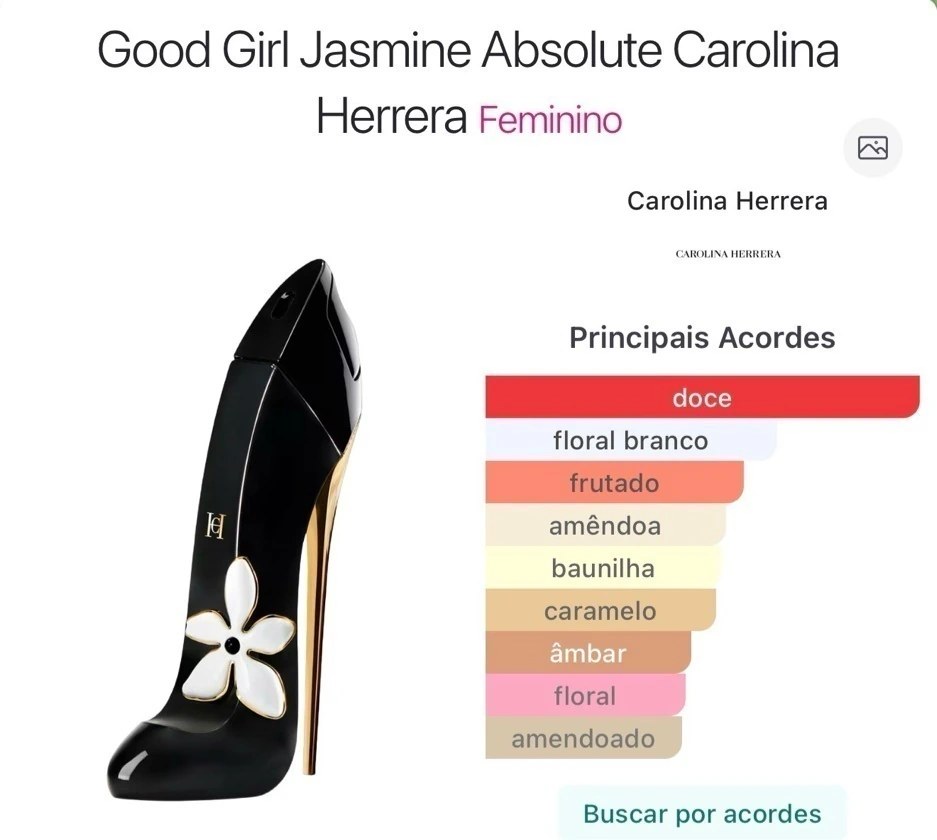 Good Girl Jasmine Absolute Carolina
Herrera Feminino
Carolina Herrera
CAROLINA HERRERA
Principais Acordes
doce
floral branco
frutado
amêndoa
baunilha
caramelo
âmbar
floral
amendoado
Buscar por acordes
CH